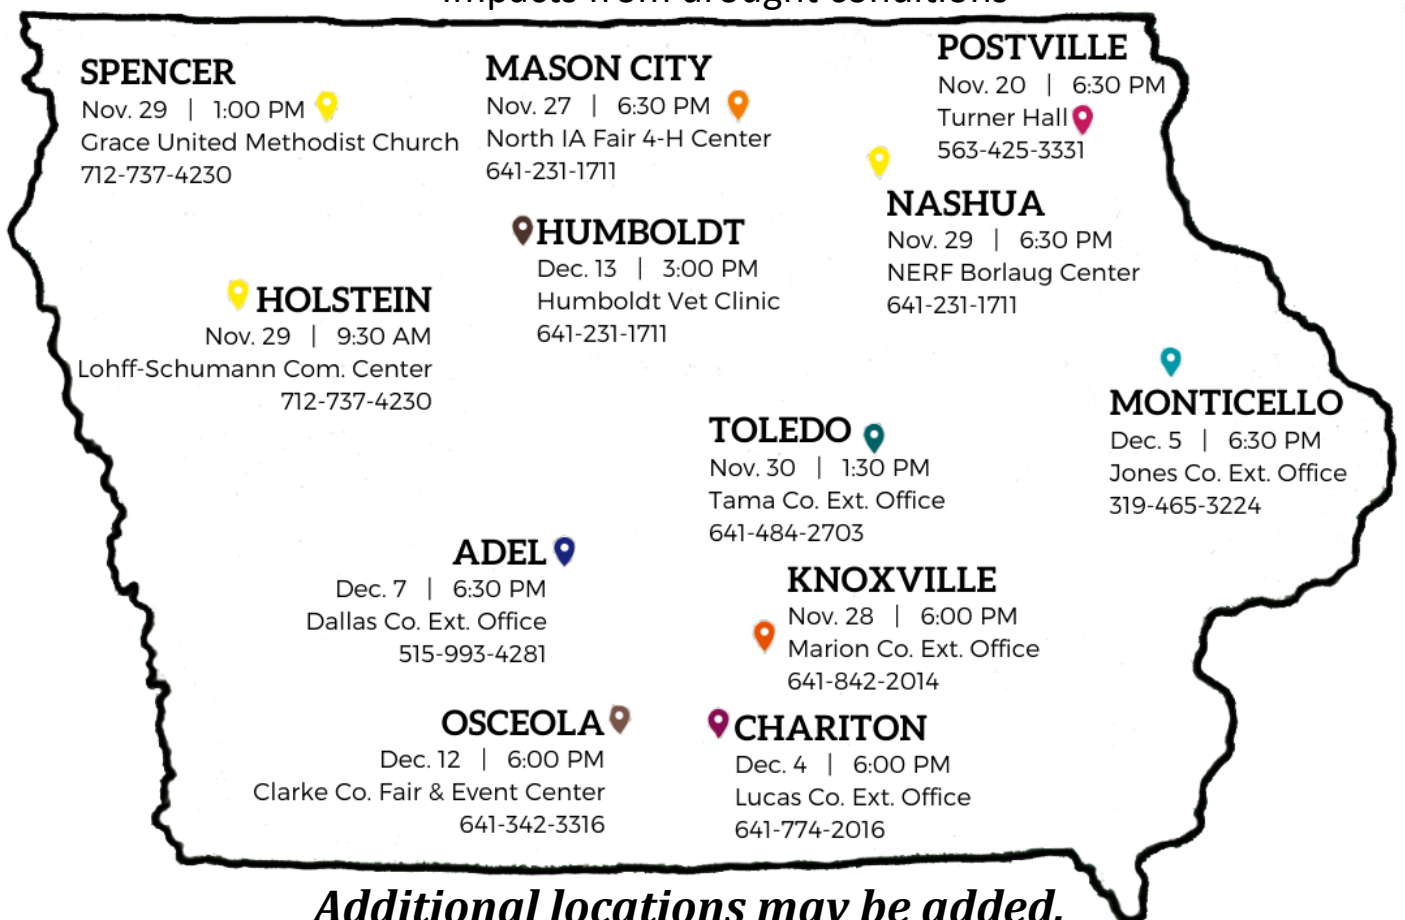 Impacts from drought conditions
SPENCER
Nov. 29 | 1:00 PM
Grace United Methodist Church
712-737-4230
MASON CITY
Nov. 27 | 6:30 PM
North IA Fair 4-H Center
641-231-1711
POSTVILLE
Nov. 20 | 6:30 PM
Turner Hall
563-425-3331
NASHUA
Nov. 29 | 6:30 PM
NERF Borlaug Center
641-231-1711
HUMBOLDT
Dec. 13 | 3:00 PM
Humboldt Vet Clinic
641-231-1711
HOLSTEIN
Nov. 29 | 9:30 AM
Lohff-Schumann Com. Center
712-737-4230
MONTICELLO
Dec. 5 | 6:30 PM
Jones Co. Ext. Office
319-465-3224
TOLEDO
Nov. 30 | 1:30 PM
Tama Co. Ext. Office
641-484-2703
ADEL
Dec. 7 | 6:30 PM
Dallas Co. Ext. Office
515-993-4281
KNOXVILLE
Nov. 28 | 6:00 PM
Marion Co. Ext. Office
641-842-2014
OSCEOLA
Dec. 12 | 6:00 PM
Clarke Co. Fair & Event Center
641-342-3316
CHARITON
Dec. 4 | 6:00 PM
Lucas Co. Ext. Office
641-774-2016
Additional locations may be added.